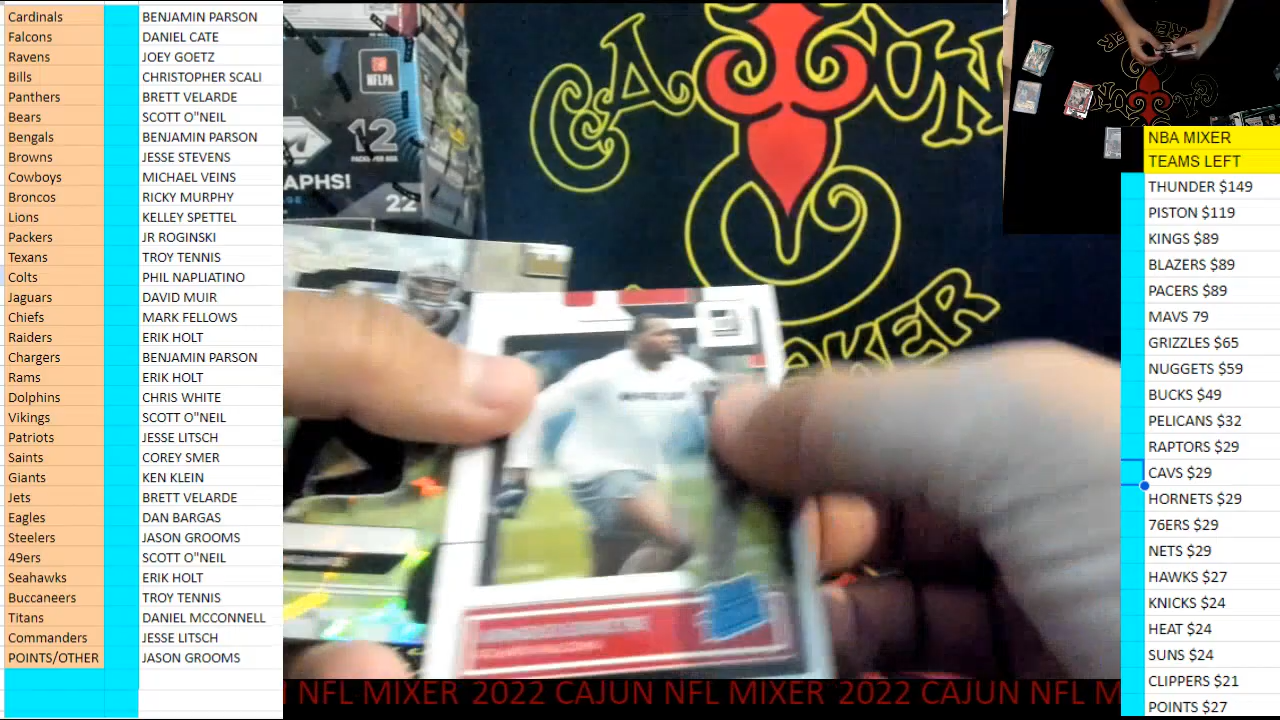 Cardinals BENJAMIN PARSON
Falcons DANIEL CATE
Ravens JOEY GOETZ
Bills CHRISTOPHER SCALI
Panthers BRETT VELARDE
Bears SCOTT O"NEIL
Bengals BENJAMIN PARSON
Browns JESSE STEVENS
Cowboys MICHAEL VEINS
Broncos RICKY MURPHY
Lions KELLEY SPETTEL
Packers JR ROGINSKI
Texans TROY TENNIS
Colts PHIL NAPLIATINO
Jaguars DAVID MUIR
Chiefs MARK FELLOWS
Raiders ERIK HOLT
Chargers BENJAMIN PARSON
Rams ERIK HOLT
Dolphins CHRIS WHITE
Vikings SCOTT O"NEIL
Patriots JESSE LITSCH
Saints COREY SMER
Giants KEN KLEIN
Jets BRETT VELARDE
Eagles DAN BARGAS
Steelers JASON GROOMS
49ers SCOTT O"NEIL
Seahawks ERIK HOLT
Buccaneers TROY TENNIS
Titans DANIEL MCCONNELL
Commanders JESSE LITSCH
POINTS/OTHER JASON GROOMS
NFLPA
12
PACKS PER BOX
APHS!
22
CAJUN
NFL MIXER 2022 CAJUN NFL MIXER 2022 CAJUN NFL M
NBA MIXER
TEAMS LEFT
THUNDER $149
PISTON $119
KINGS $89
BLAZERS $89
PACERS $89
MAVS 79
GRIZZLES $65
NUGGETS $59
BUCKS $49
PELICANS $32
RAPTORS $29
CAVS $29
HORNETS $29
76ERS $29
NETS $29
HAWKS $27
KNICKS $24
HEAT $24
SUNS $24
CLIPPERS $21
POINTS $27